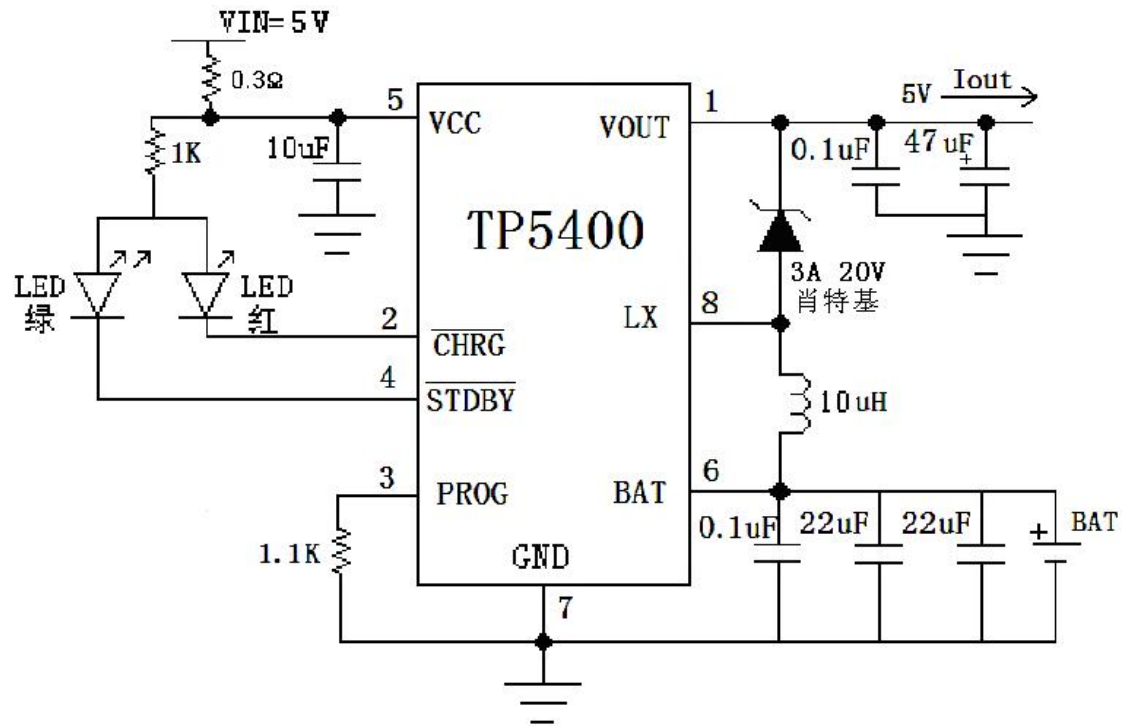 VIN=5V
0.3Ω
1K
10uF
5
VCC
VOUT
1
5V
Iout
0.1uF
47uF
+
TP5400
3A 20V
肖特基
LED
绿
LED
红
2
CHRG
LX
8
4
STDBY
10uH
3
PROG
BAT
6
1.1K
GND
7
0.1uF
22uF
22uF
+
BAT